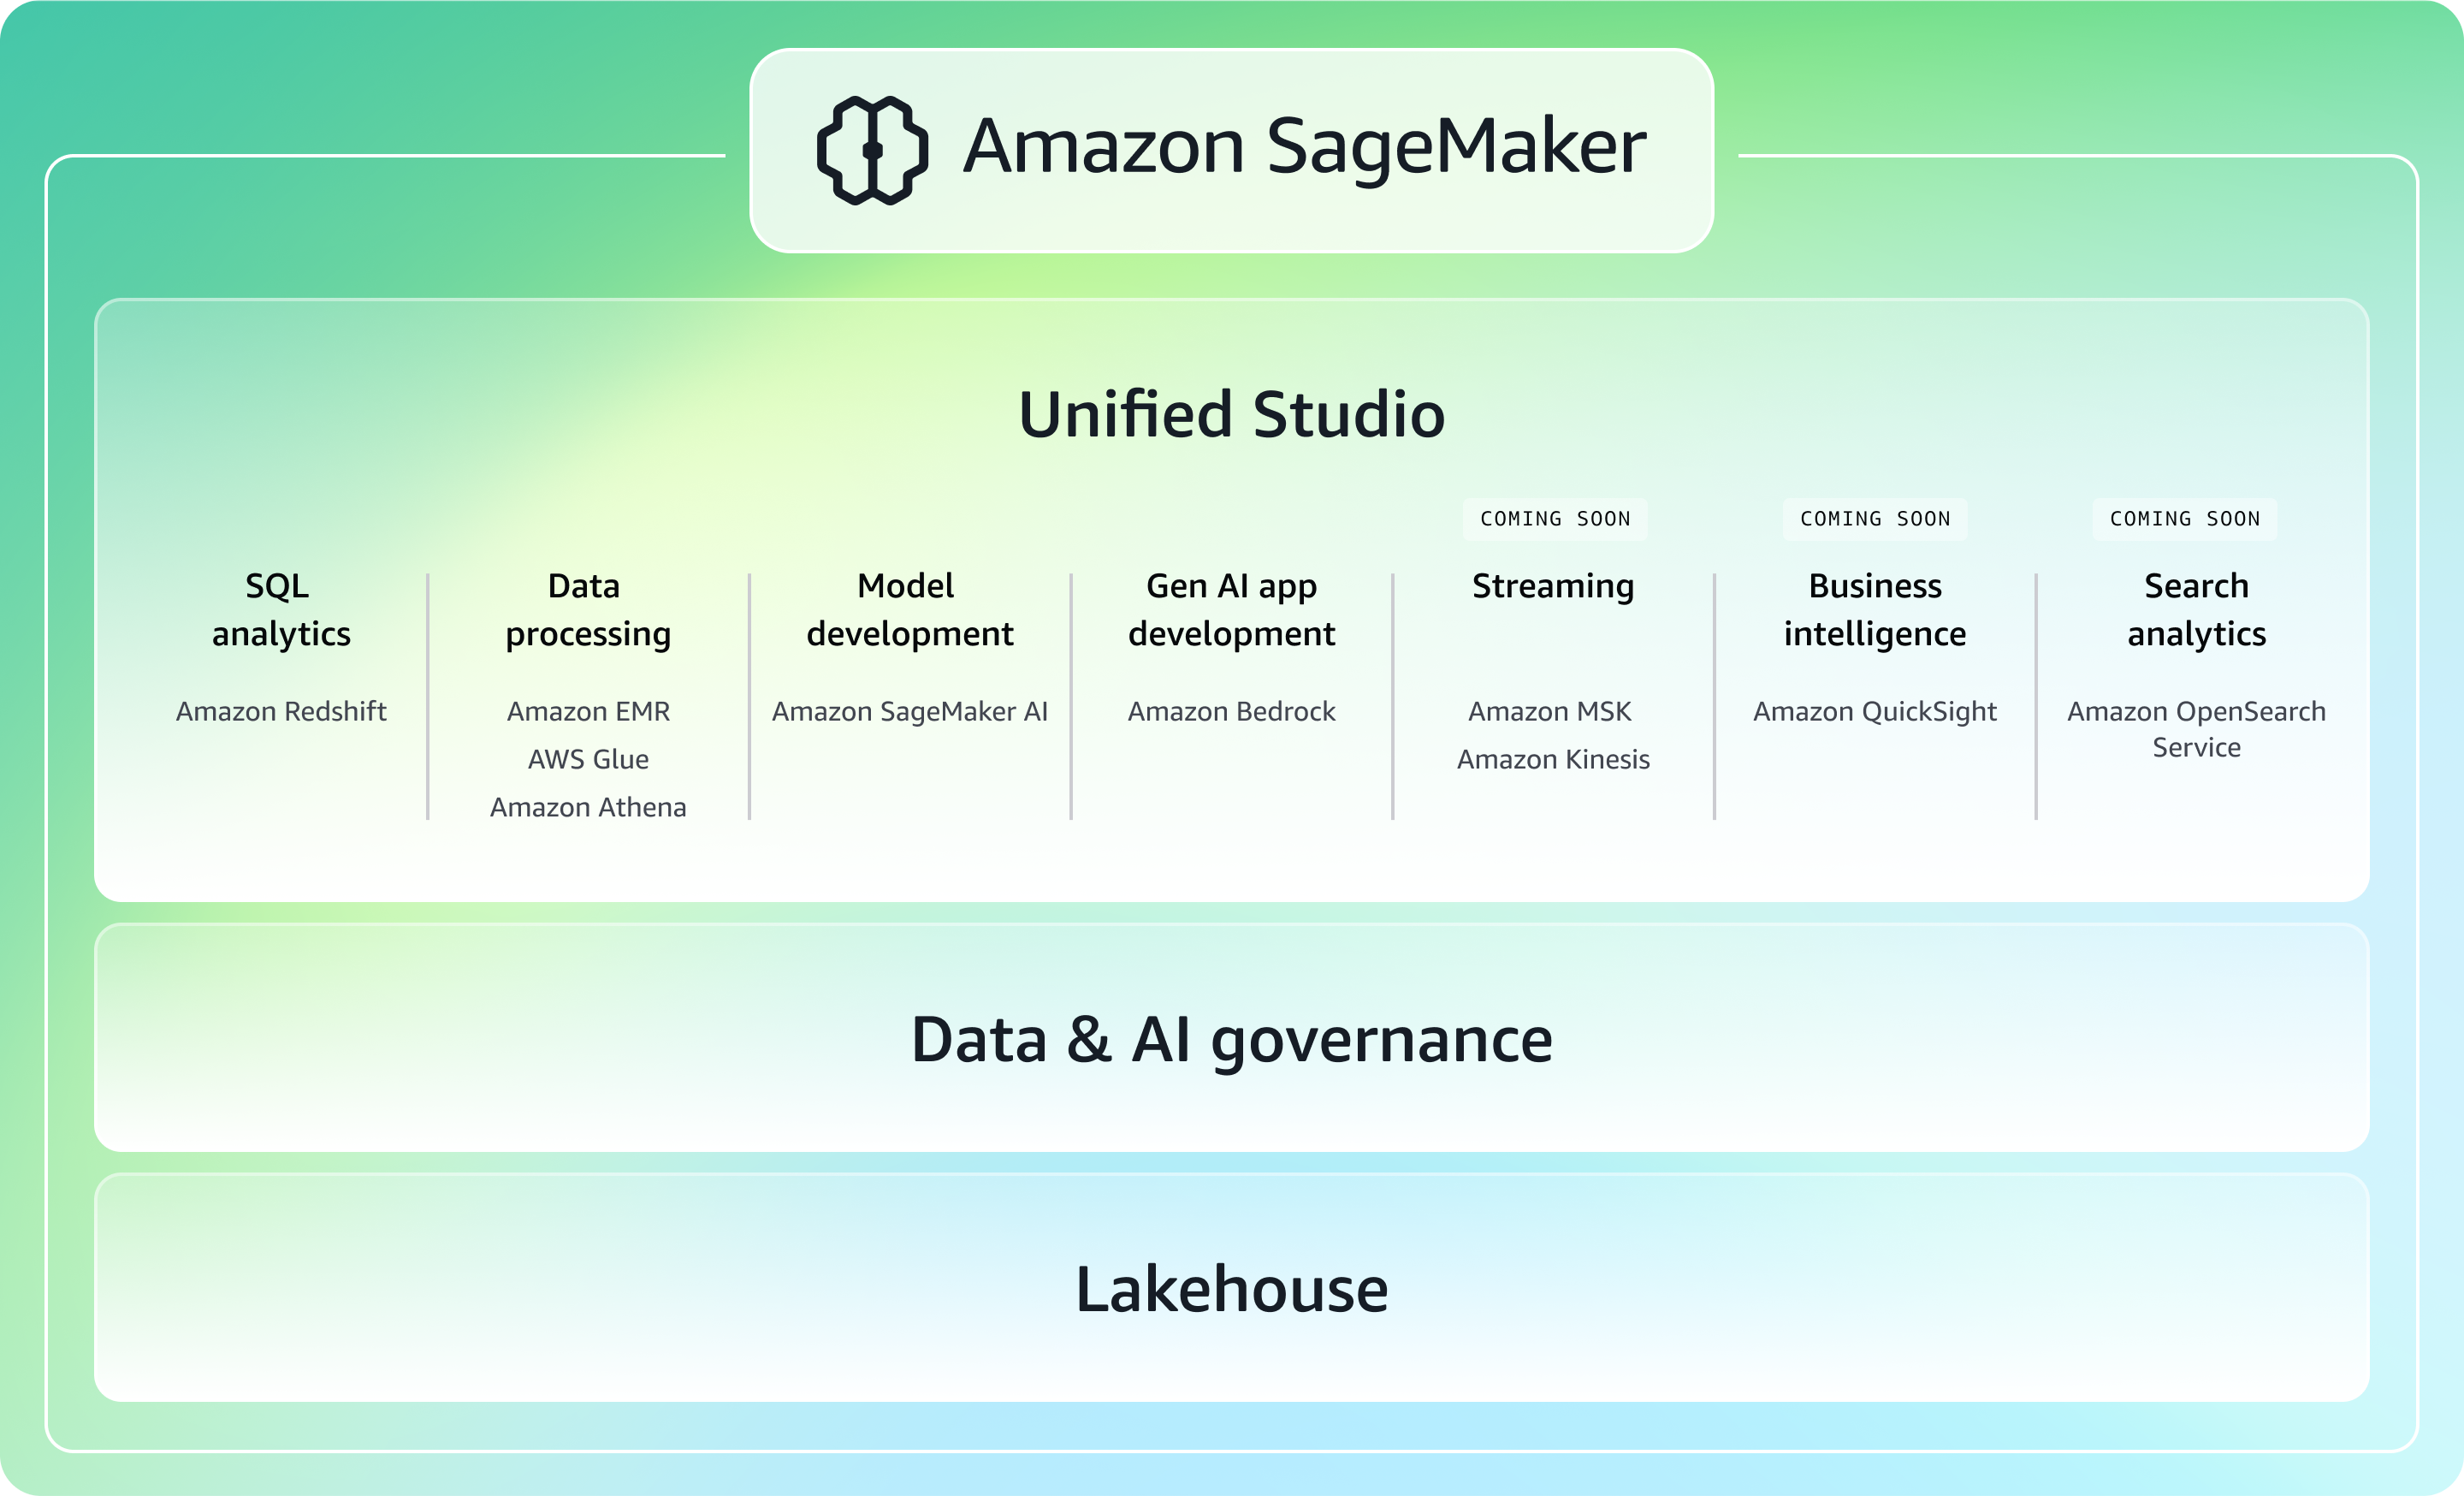 Amazon SageMaker
Unified Studio
SQL
analytics
Amazon Redshift
Data
processing
Amazon EMR
AWS Glue
Amazon Athena
Model
development
Amazon SageMaker AI
Gen AI app
development
Amazon Bedrock
COMING SOON
Streaming
Amazon MSK
Amazon Kinesis
COMING SOON
Business
intelligence
Amazon QuickSight
COMING SOON
Search
analytics
Amazon OpenSearch
Service
Data & AI governance
Lakehouse